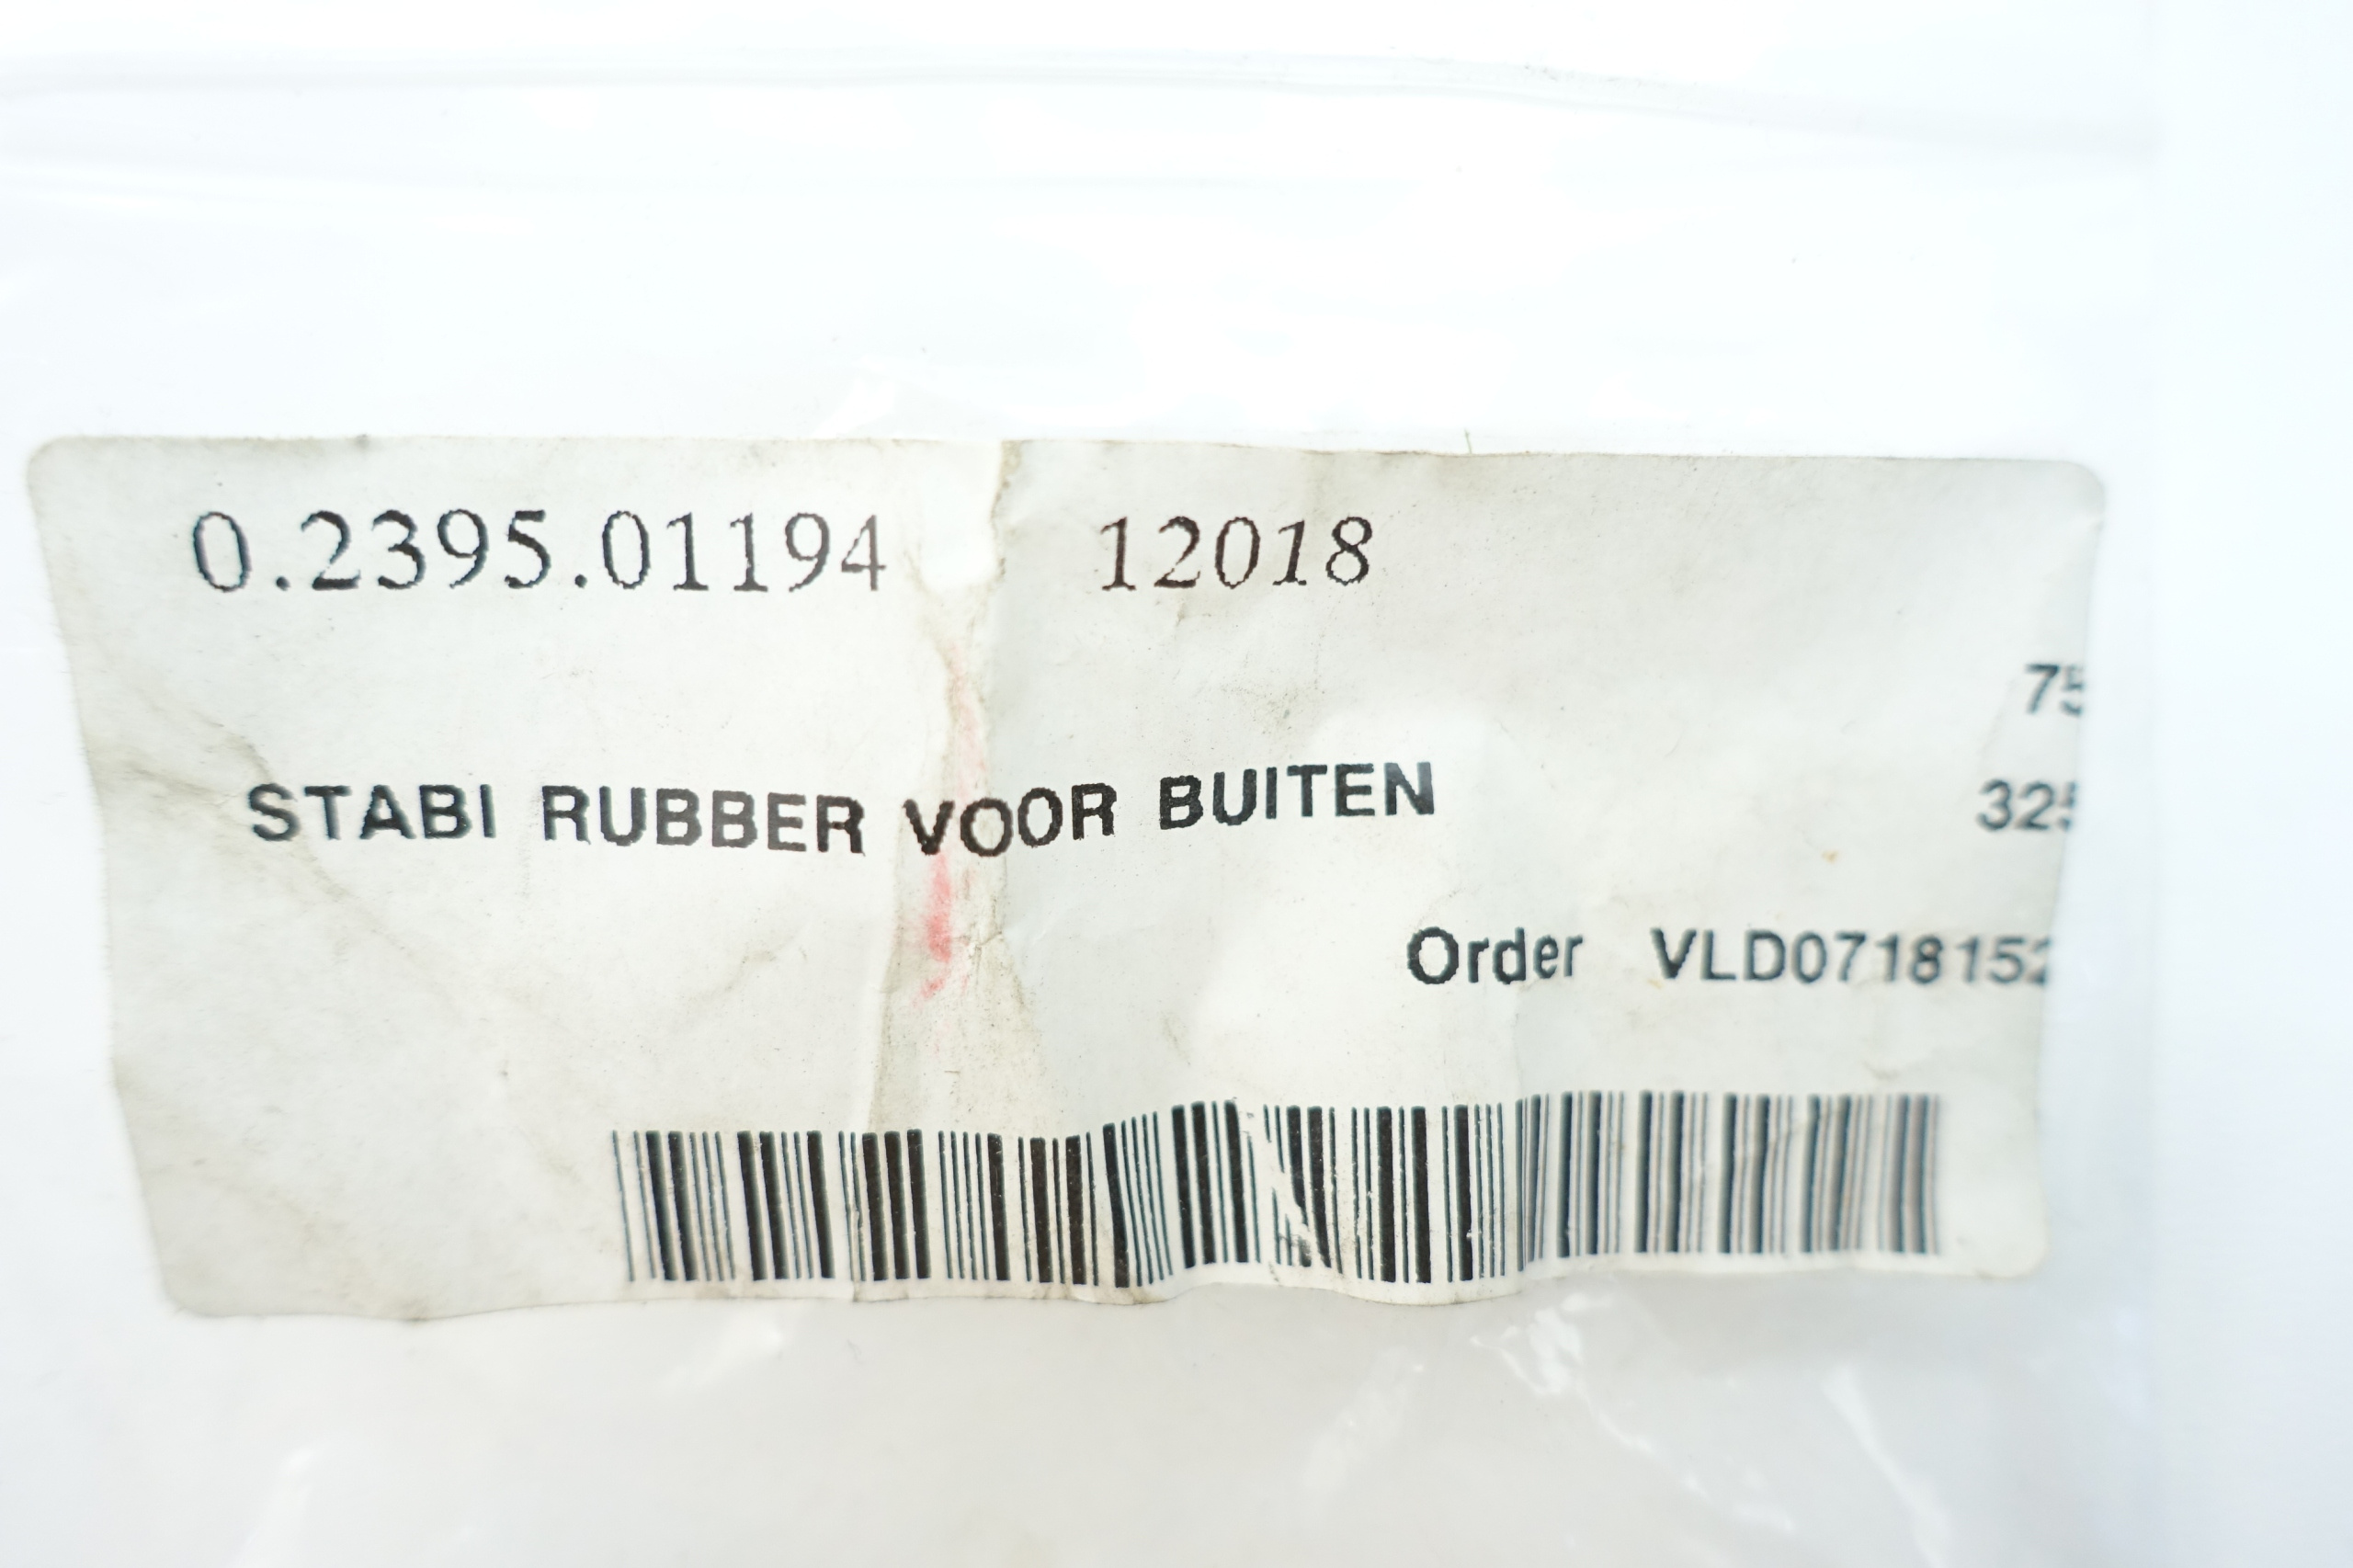 0.2395.01194 12018
75
STABI RUBBER VOOR BUITEN 325
Order VLD0718152